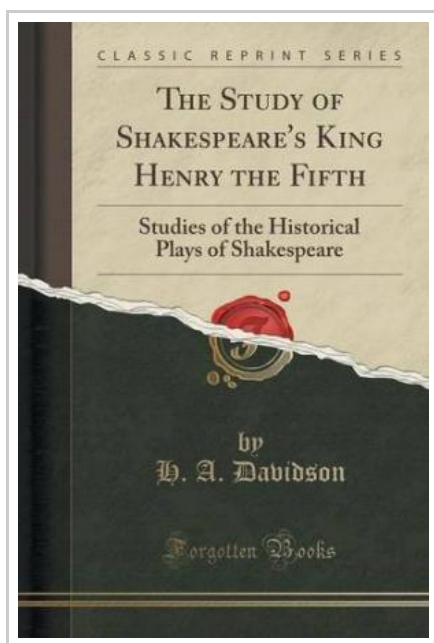 CLASSIC REPRINT SERIES
THE STUDY OF
SHAKESPEARE'S KING
HENRY THE FIFTH
Studies of the Historical
Plays of Shakespeare
by
H. A. Davidson
Forgotten Books